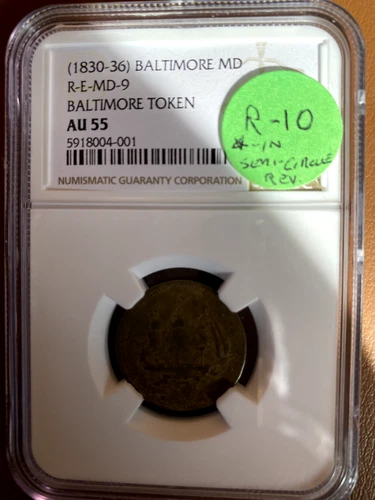 (1830-36) BALTIMORE MD
R-E-MD-9
BALTIMORE TOKEN
AU 55
5918004-001
NUMISMATIC GUARANTY CORPORATION
R-10
*-IN
SEMI-CIRCLE
REV.